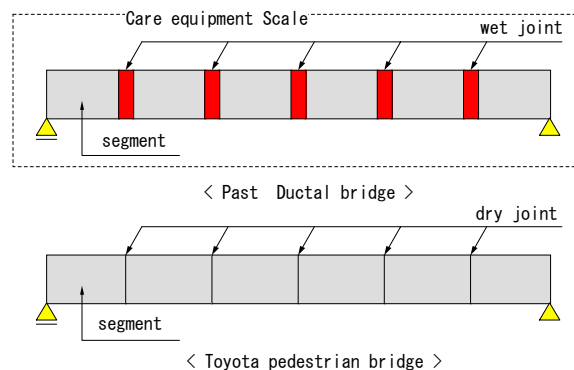 Care equipment Scale
wet joint
segment
< Past Ductal bridge >
dry joint
segment
< Toyota pedestrian bridge >